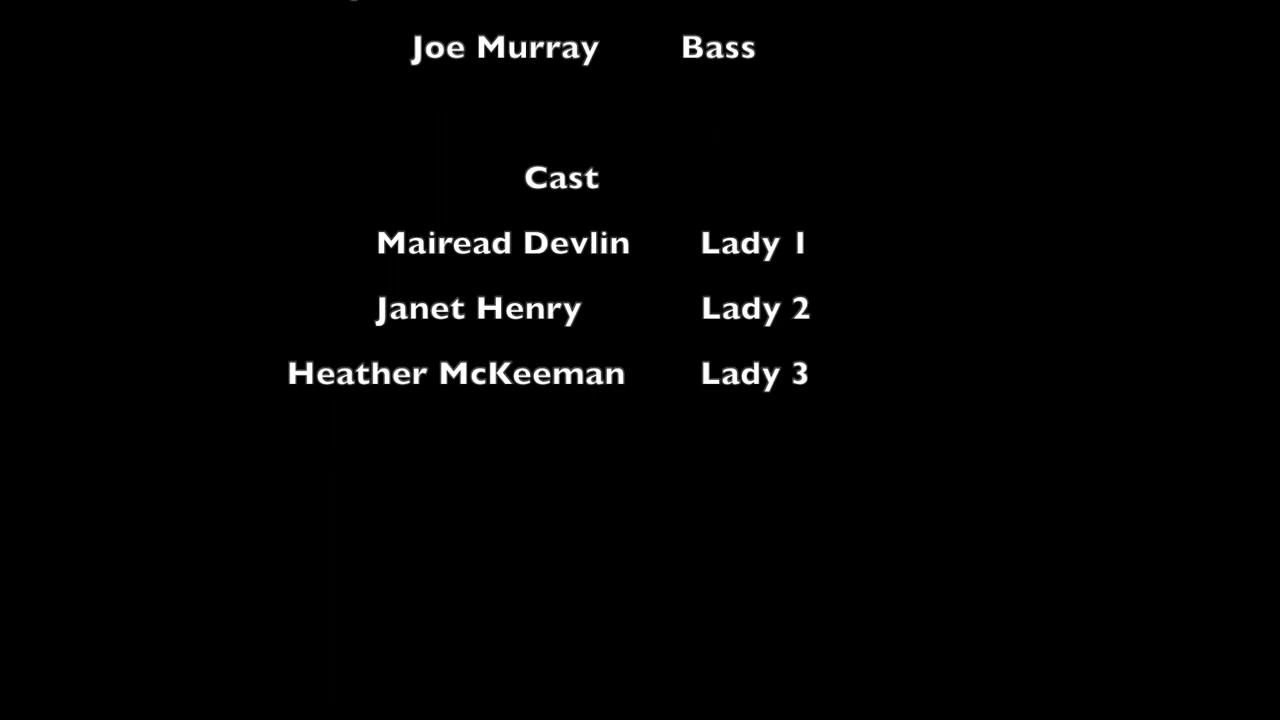 Joe Murray Bass
Cast
Mairead Devlin Lady 1
Janet Henry Lady 2
Heather McKeeman Lady 3